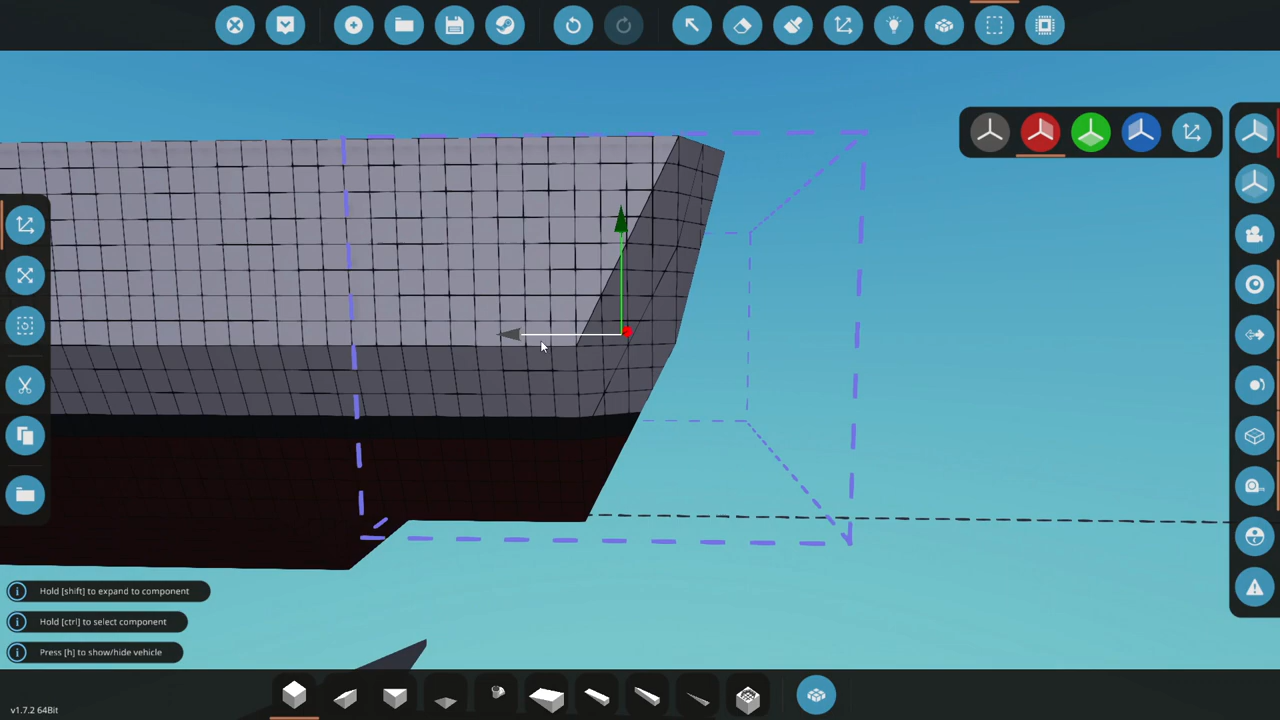 Hold [shift] to expand to component
Hold [ctrl] to select component
Press [h] to show/hide vehicle
v1.7.2 64Bit